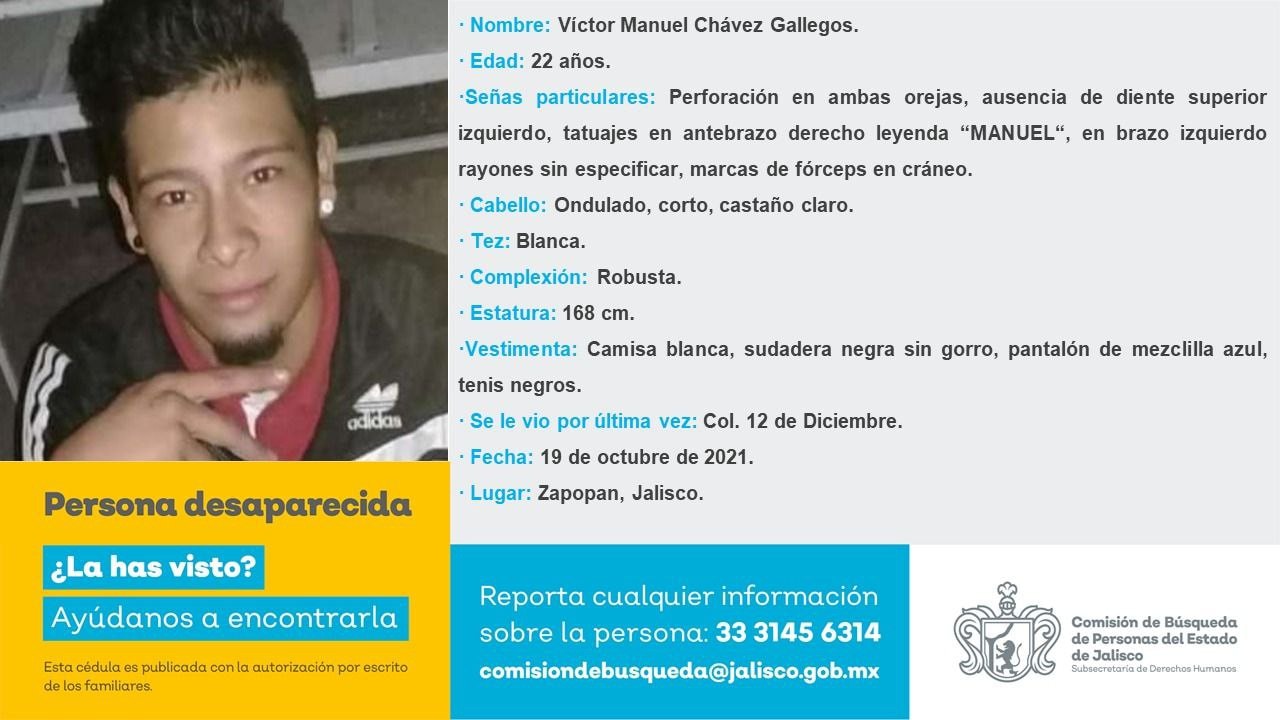 · Nombre: Víctor Manuel Chávez Gallegos.
· Edad: 22 años.
·Señas particulares: Perforación en ambas orejas, ausencia de diente superior
izquierdo, tatuajes en antebrazo derecho leyenda “MANUEL“, en brazo izquierdo
rayones sin especificar, marcas de fórceps en cráneo.
· Cabello: Ondulado, corto, castaño claro.
· Tez: Blanca.
· Complexión: Robusta.
· Estatura: 168 cm.
·Vestimenta: Camisa blanca, sudadera negra sin gorro, pantalón de mezclilla azul,
tenis negros.
· Se le vio por última vez: Col. 12 de Diciembre.
· Fecha: 19 de octubre de 2021.
· Lugar: Zapopan, Jalisco.
adidas
Persona desaparecida
¿La has visto?
Ayúdanos a encontrarla
Esta cédula es publicada con la autorización por escrito
de los familiares.
Reporta cualquier información
sobre la persona: 33 3145 6314
comisiondebusqueda@jalisco.gob.mx
Comisión de Búsqueda
de Personas del Estado
de Jalisco
Subsecretaría de Derechos Humanos